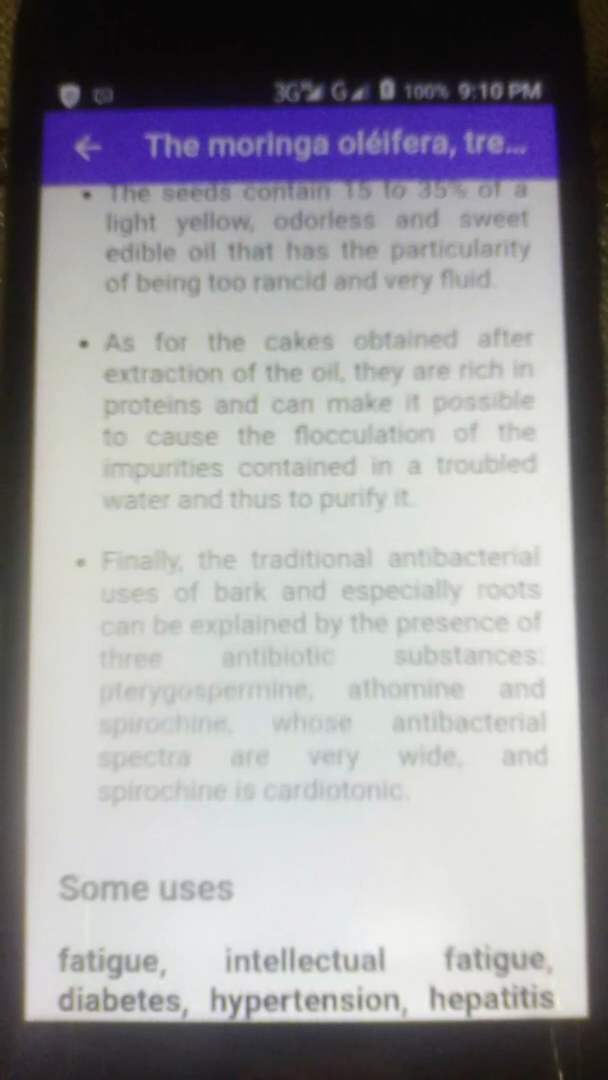 3G G 100% 9:10 PM
← The moringa oléifera, tre...
• The seeds contain 15 to 35% of a
light yellow, odorless and sweet
edible oil that has the particularity
of being too rancid and very fluid.
• As for the cakes obtained after
extraction of the oil, they are rich in
proteins and can make it possible
to cause the flocculation of the
impurities contained in a troubled
water and thus to purify it.
• Finally, the traditional antibacterial
uses of bark and especially roots
can be explained by the presence of
three antibiotic substances:
pterygospermine, athomine and
spirochine, whose antibacterial
spectra are very wide, and
spirochine is cardiotonic.
Some uses
fatigue, intellectual fatigue,
diabetes, hypertension, hepatitis